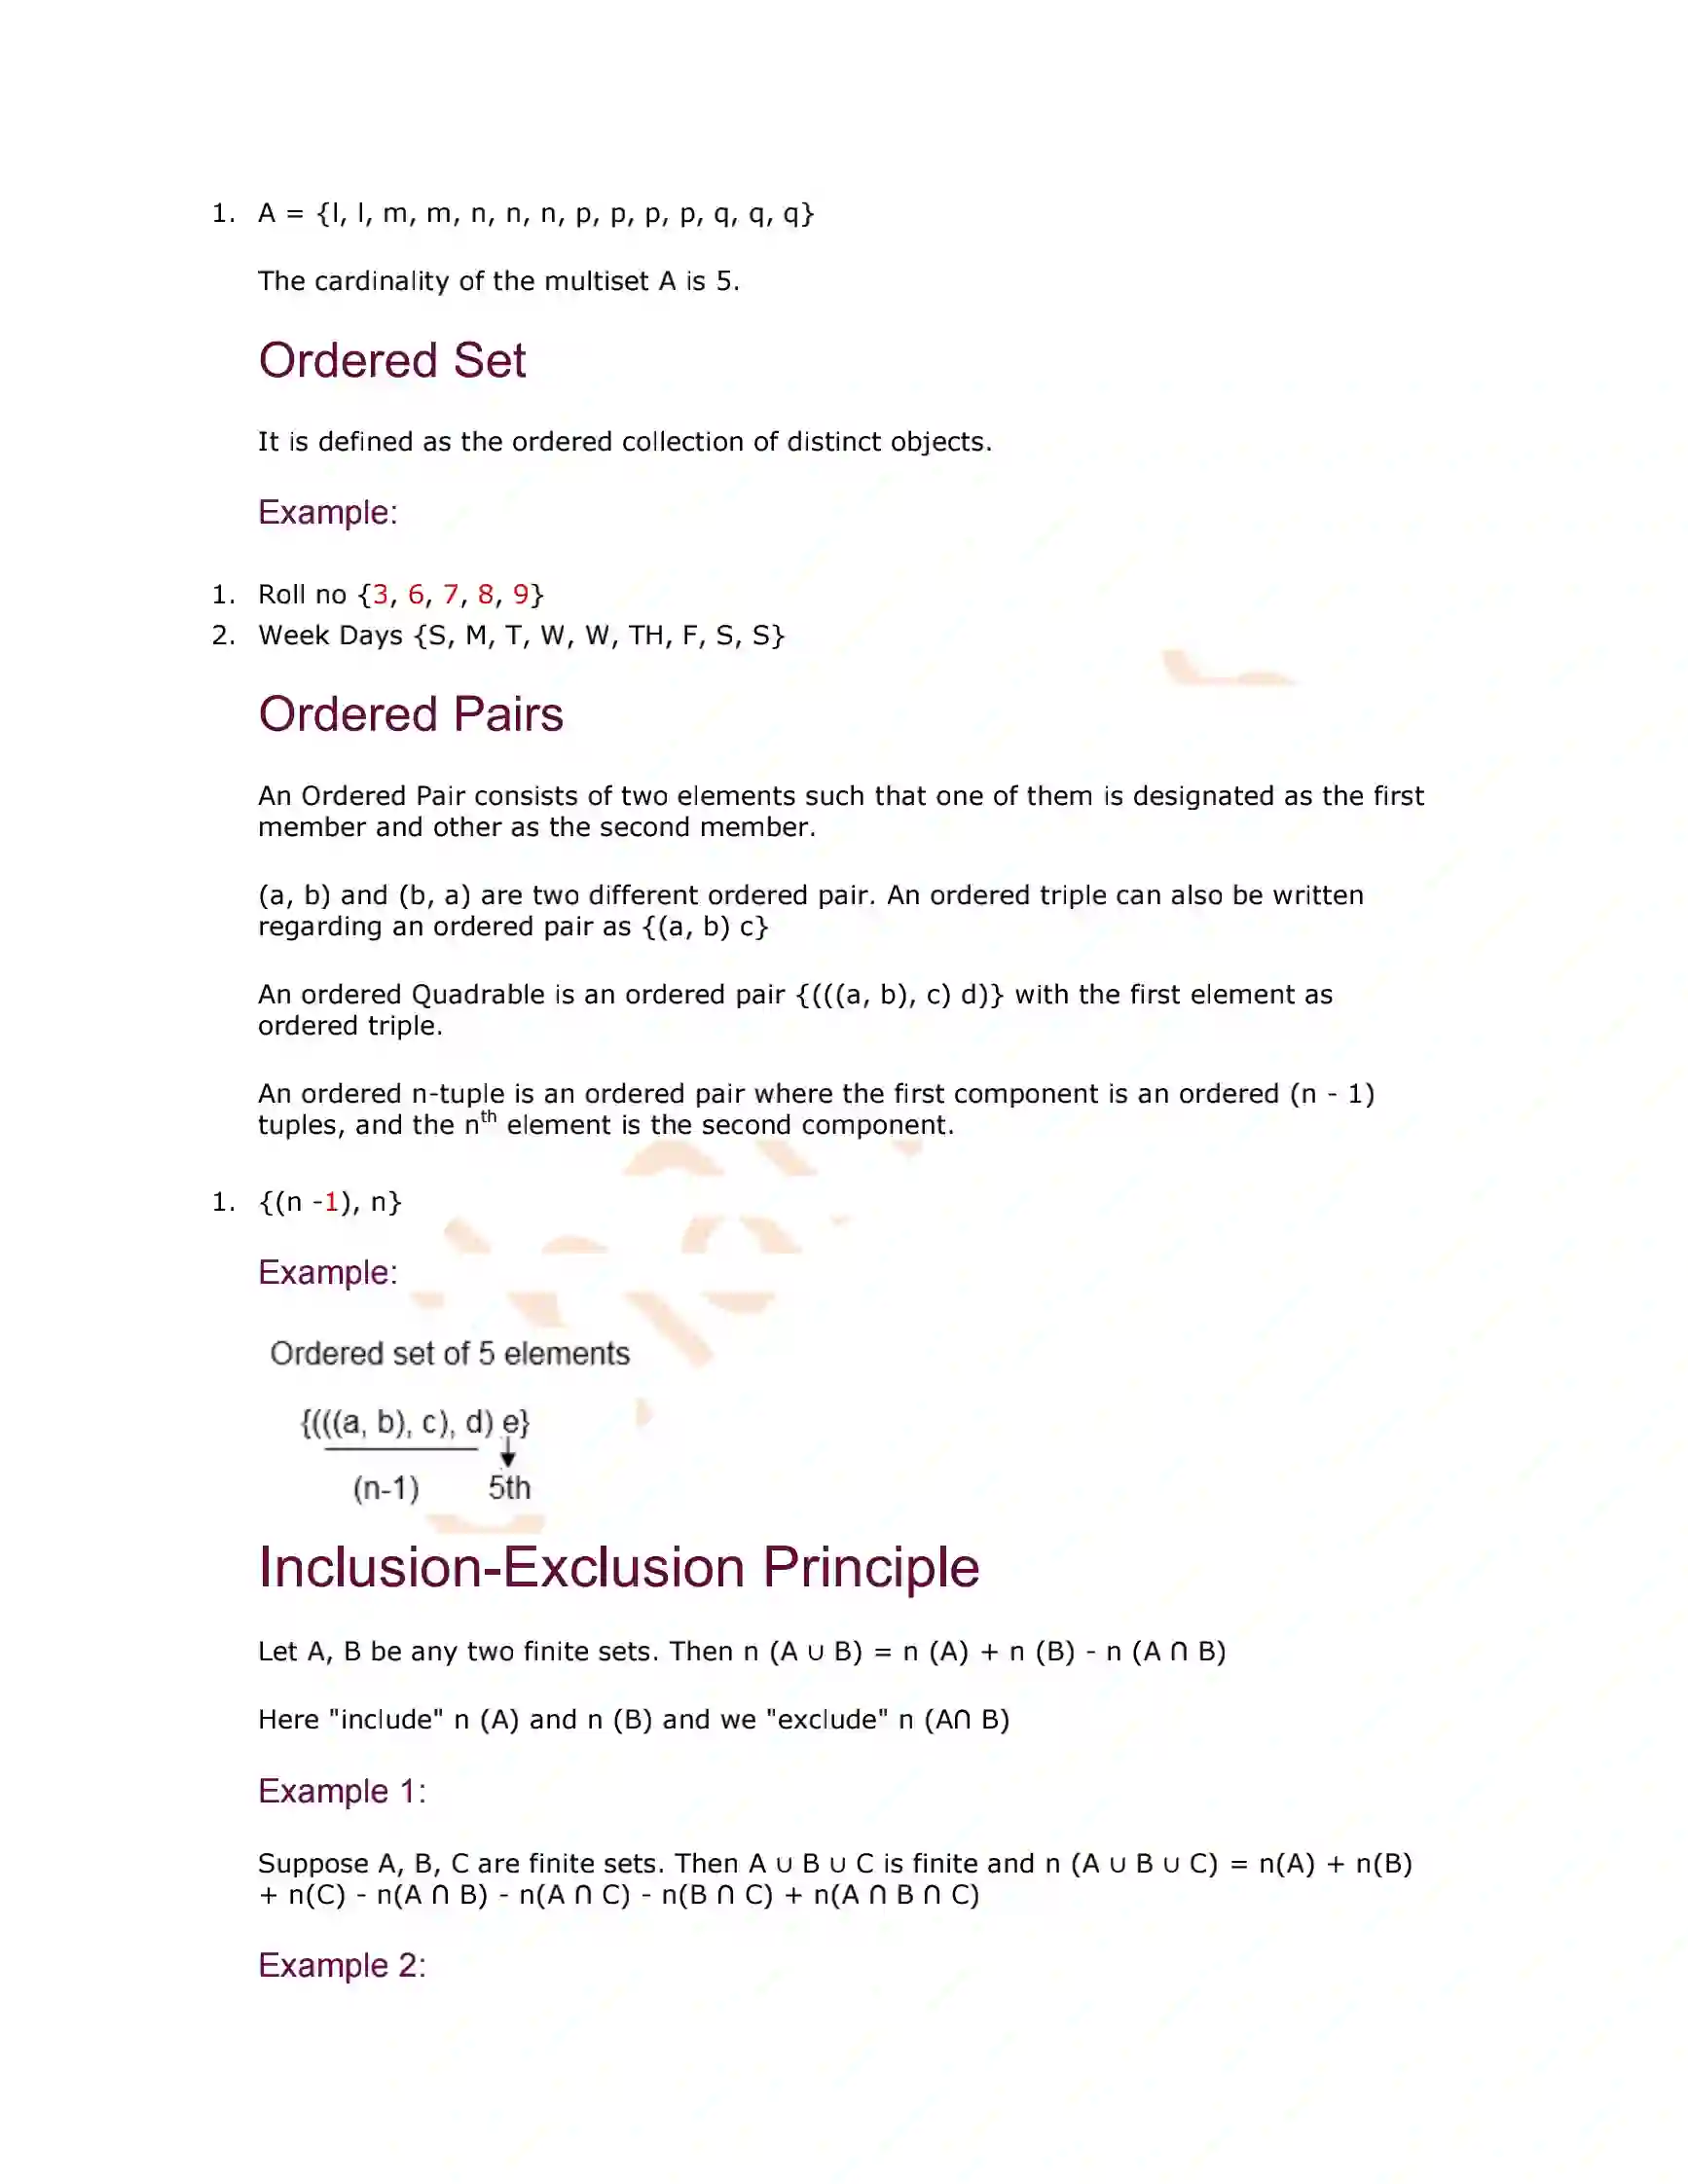 1. A = {l, l, m, m, n, n, n, p, p, p, p, q, q, q}
The cardinality of the multiset A is 5.
Ordered Set
It is defined as the ordered collection of distinct objects.
Example:
1. Roll no {3, 6, 7, 8, 9}
2. Week Days {S, M, T, W, W, TH, F, S, S}
Ordered Pairs
An Ordered Pair consists of two elements such that one of them is designated as the first
member and other as the second member.
(a, b) and (b, a) are two different ordered pair. An ordered triple can also be written
regarding an ordered pair as {(a, b) c}
An ordered Quadrable is an ordered pair {(((a, b), c) d)} with the first element as
ordered triple.
An ordered n-tuple is an ordered pair where the first component is an ordered (n - 1)
tuples, and the nth element is the second component.
1. {(n -1), n}
Example:
Ordered set of 5 elements
{(((a, b), c), d) e}
(n-1) 5th
Inclusion-Exclusion Principle
Let A, B be any two finite sets. Then n (A ∪ B) = n (A) + n (B) - n (A ∩ B)
Here "include" n (A) and n (B) and we "exclude" n (A∩ B)
Example 1:
Suppose A, B, C are finite sets. Then A ∪ B ∪ C is finite and n (A ∪ B ∪ C) = n(A) + n(B)
+ n(C) - n(A ∩ B) - n(A ∩ C) - n(B ∩ C) + n(A ∩ B ∩ C)
Example 2: